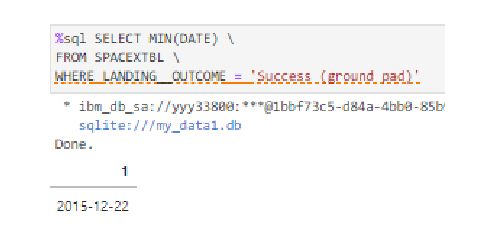 %sql SELECT MIN(DATE) \
FROM SPACEXTBL \
WHERE LANDING__OUTCOME = 'Success (ground pad)'
* ibm_db_sa://yyy33800:***@1bbf73c5-d84a-4bb0-85b
sqlite:///my_data1.db
Done.
1
2015-12-22